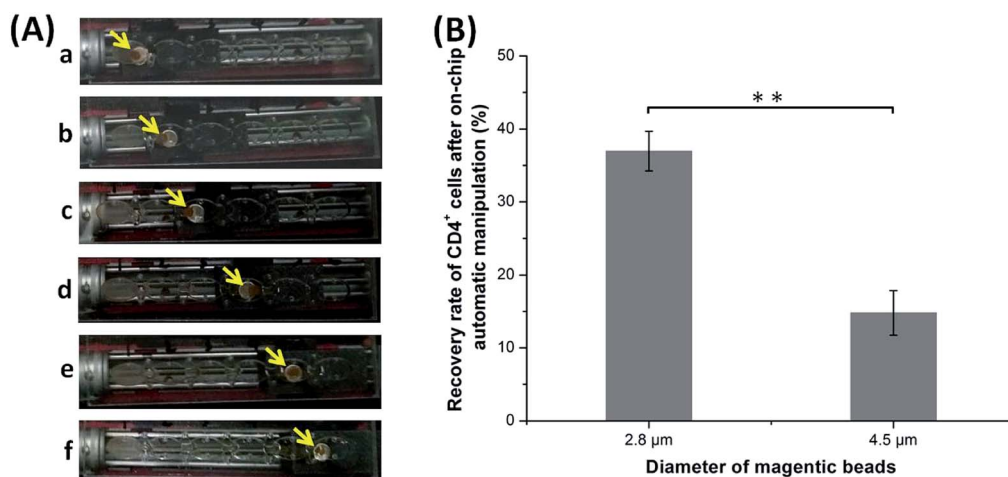 (A)
a
b
c
d
e
f
(B)
Recovery rate of CD4+ cells after on-chip
automatic manipulation (%)
50
40
30
20
10
0
**
2.8 µm
4.5 µm
Diameter of magentic beads